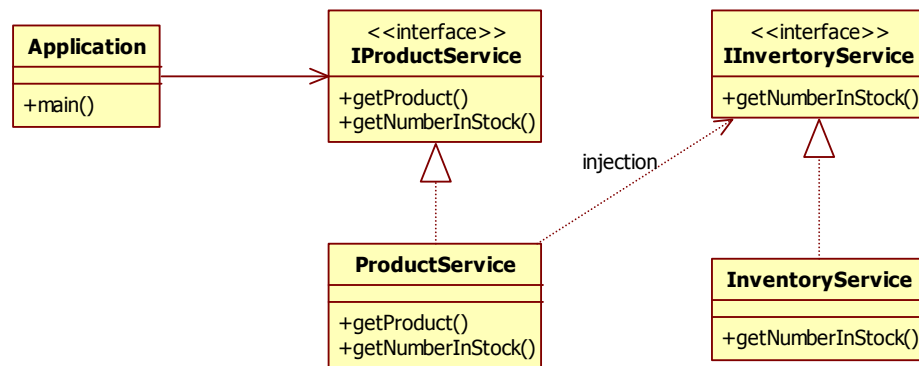 Application
+main()
<<interface>>
IProductService
+getProduct()
+getNumberInStock()
<<interface>>
IInvertoryService
+getNumberInStock()
injection
ProductService
+getProduct()
+getNumberInStock()
InventoryService
+getNumberInStock()